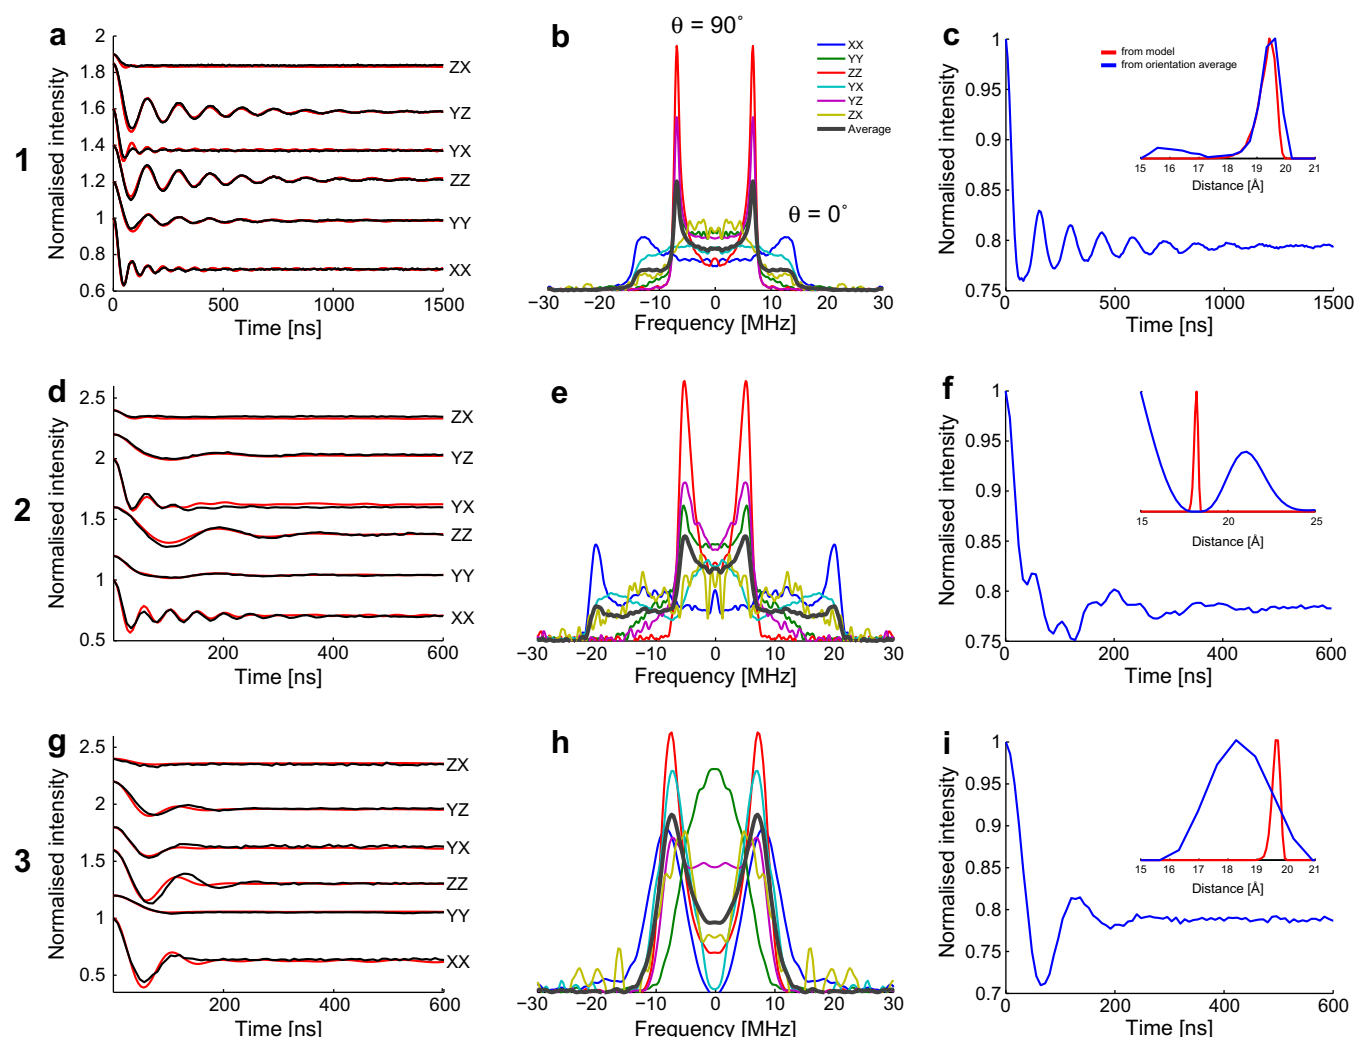 1
a
2
1.8
1.6
1.4
1.2
1
0.8
0.6
0
500
1000
1500
Normalised intensity
Time [ns]
ZX
YZ
YX
ZZ
YY
XX
b
θ = 90°
θ = 0°
XX
YY
ZZ
YX
YZ
ZX
Average
−30
−20
−10
0
10
20
30
Frequency [MHz]
c
1
0.95
0.9
0.85
0.8
0.75
0
500
1000
1500
Normalised intensity
Time [ns]
from model
from orientation average
15
16
17
18
19
20
21
Distance [Å]
2
d
2.5
2
1.5
1
0.5
200
400
600
Normalised intensity
Time [ns]
ZX
YZ
YX
ZZ
YY
XX
e
−30
−20
−10
0
10
20
30
Frequency [MHz]
f
1
0.95
0.9
0.85
0.8
0.75
0
200
400
600
Normalised intensity
Time [ns]
15
20
25
Distance [Å]
3
g
2.5
2
1.5
1
0.5
200
400
600
Normalised intensity
Time [ns]
ZX
YZ
YX
ZZ
YY
XX
h
−30
−20
−10
0
10
20
30
Frequency [MHz]
i
1
0.95
0.9
0.85
0.8
0.75
0.7
0
200
400
600
Normalised intensity
Time [ns]
15
16
17
18
19
20
21
Distance [Å]